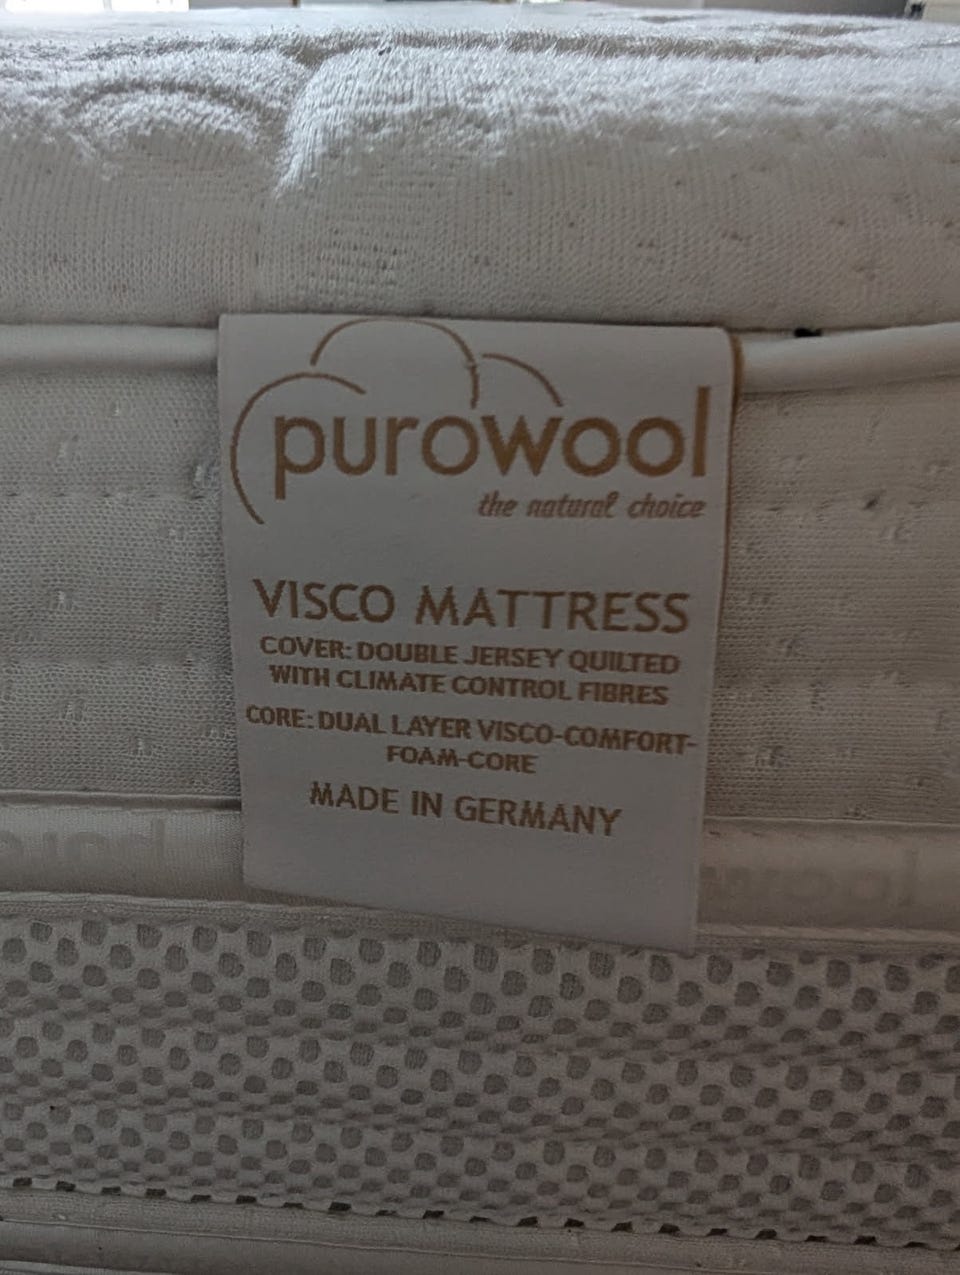 purowool
the natural choice
VISCO MATTRESS
COVER: DOUBLE JERSEY QUILTED
WITH CLIMATE CONTROL FIBRES
CORE: DUAL LAYER VISCO-COMFORT-
FOAM-CORE
MADE IN GERMANY